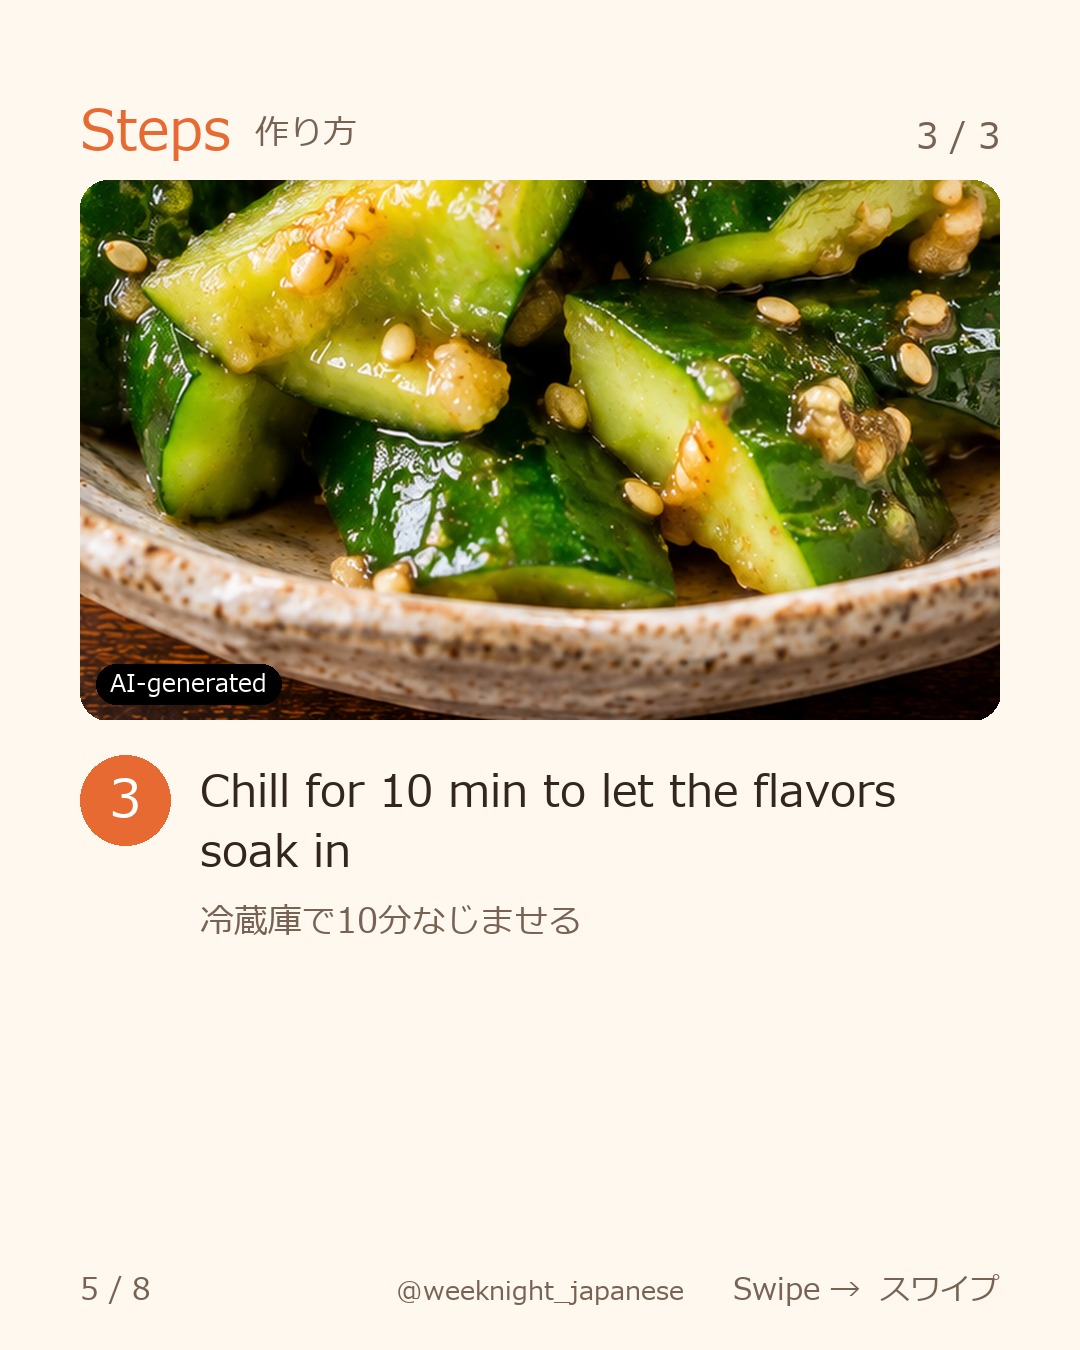 Steps 作り方
3 / 3
AI-generated
3
Chill for 10 min to let the flavors
soak in
冷蔵庫で10分なじませる
5 / 8
@weeknight_japanese
Swipe → スワイプ